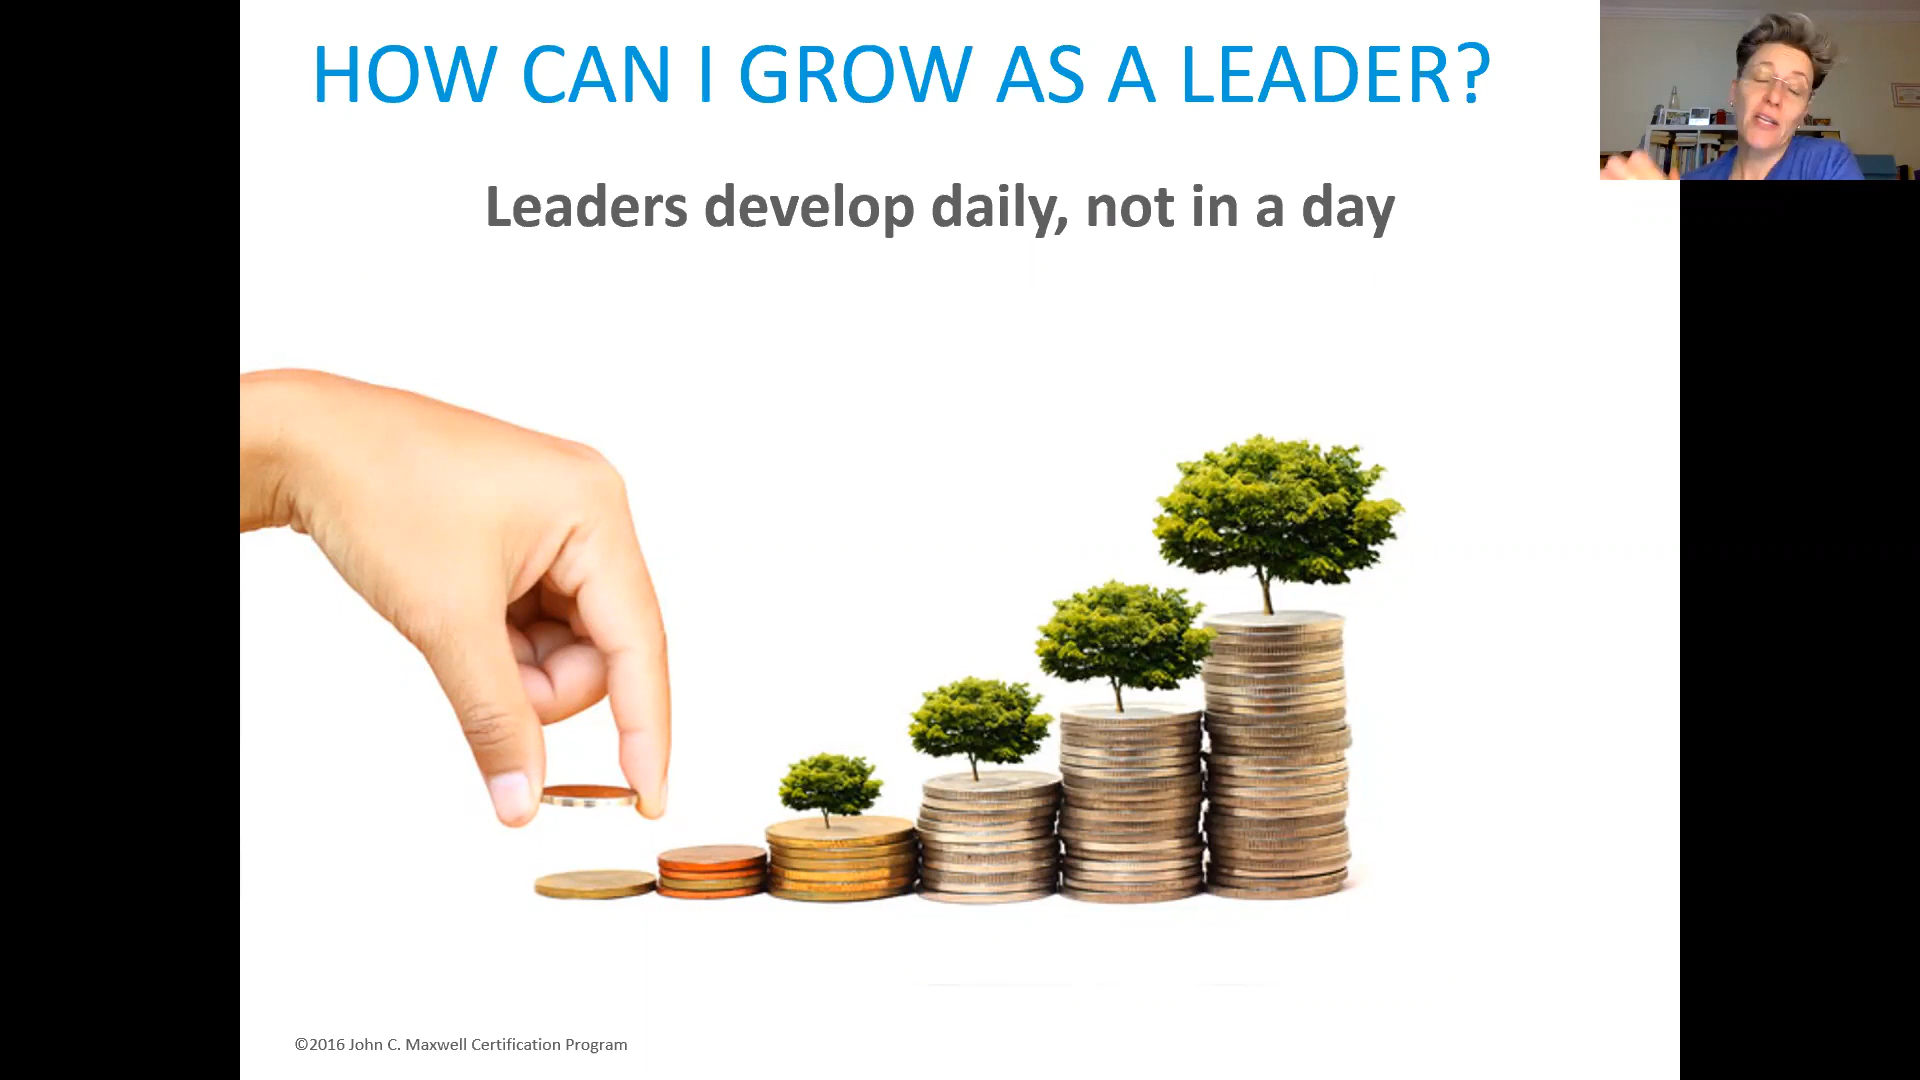 HOW CAN I GROW AS A LEADER?
Leaders develop daily, not in a day
©2016 John C. Maxwell Certification Program